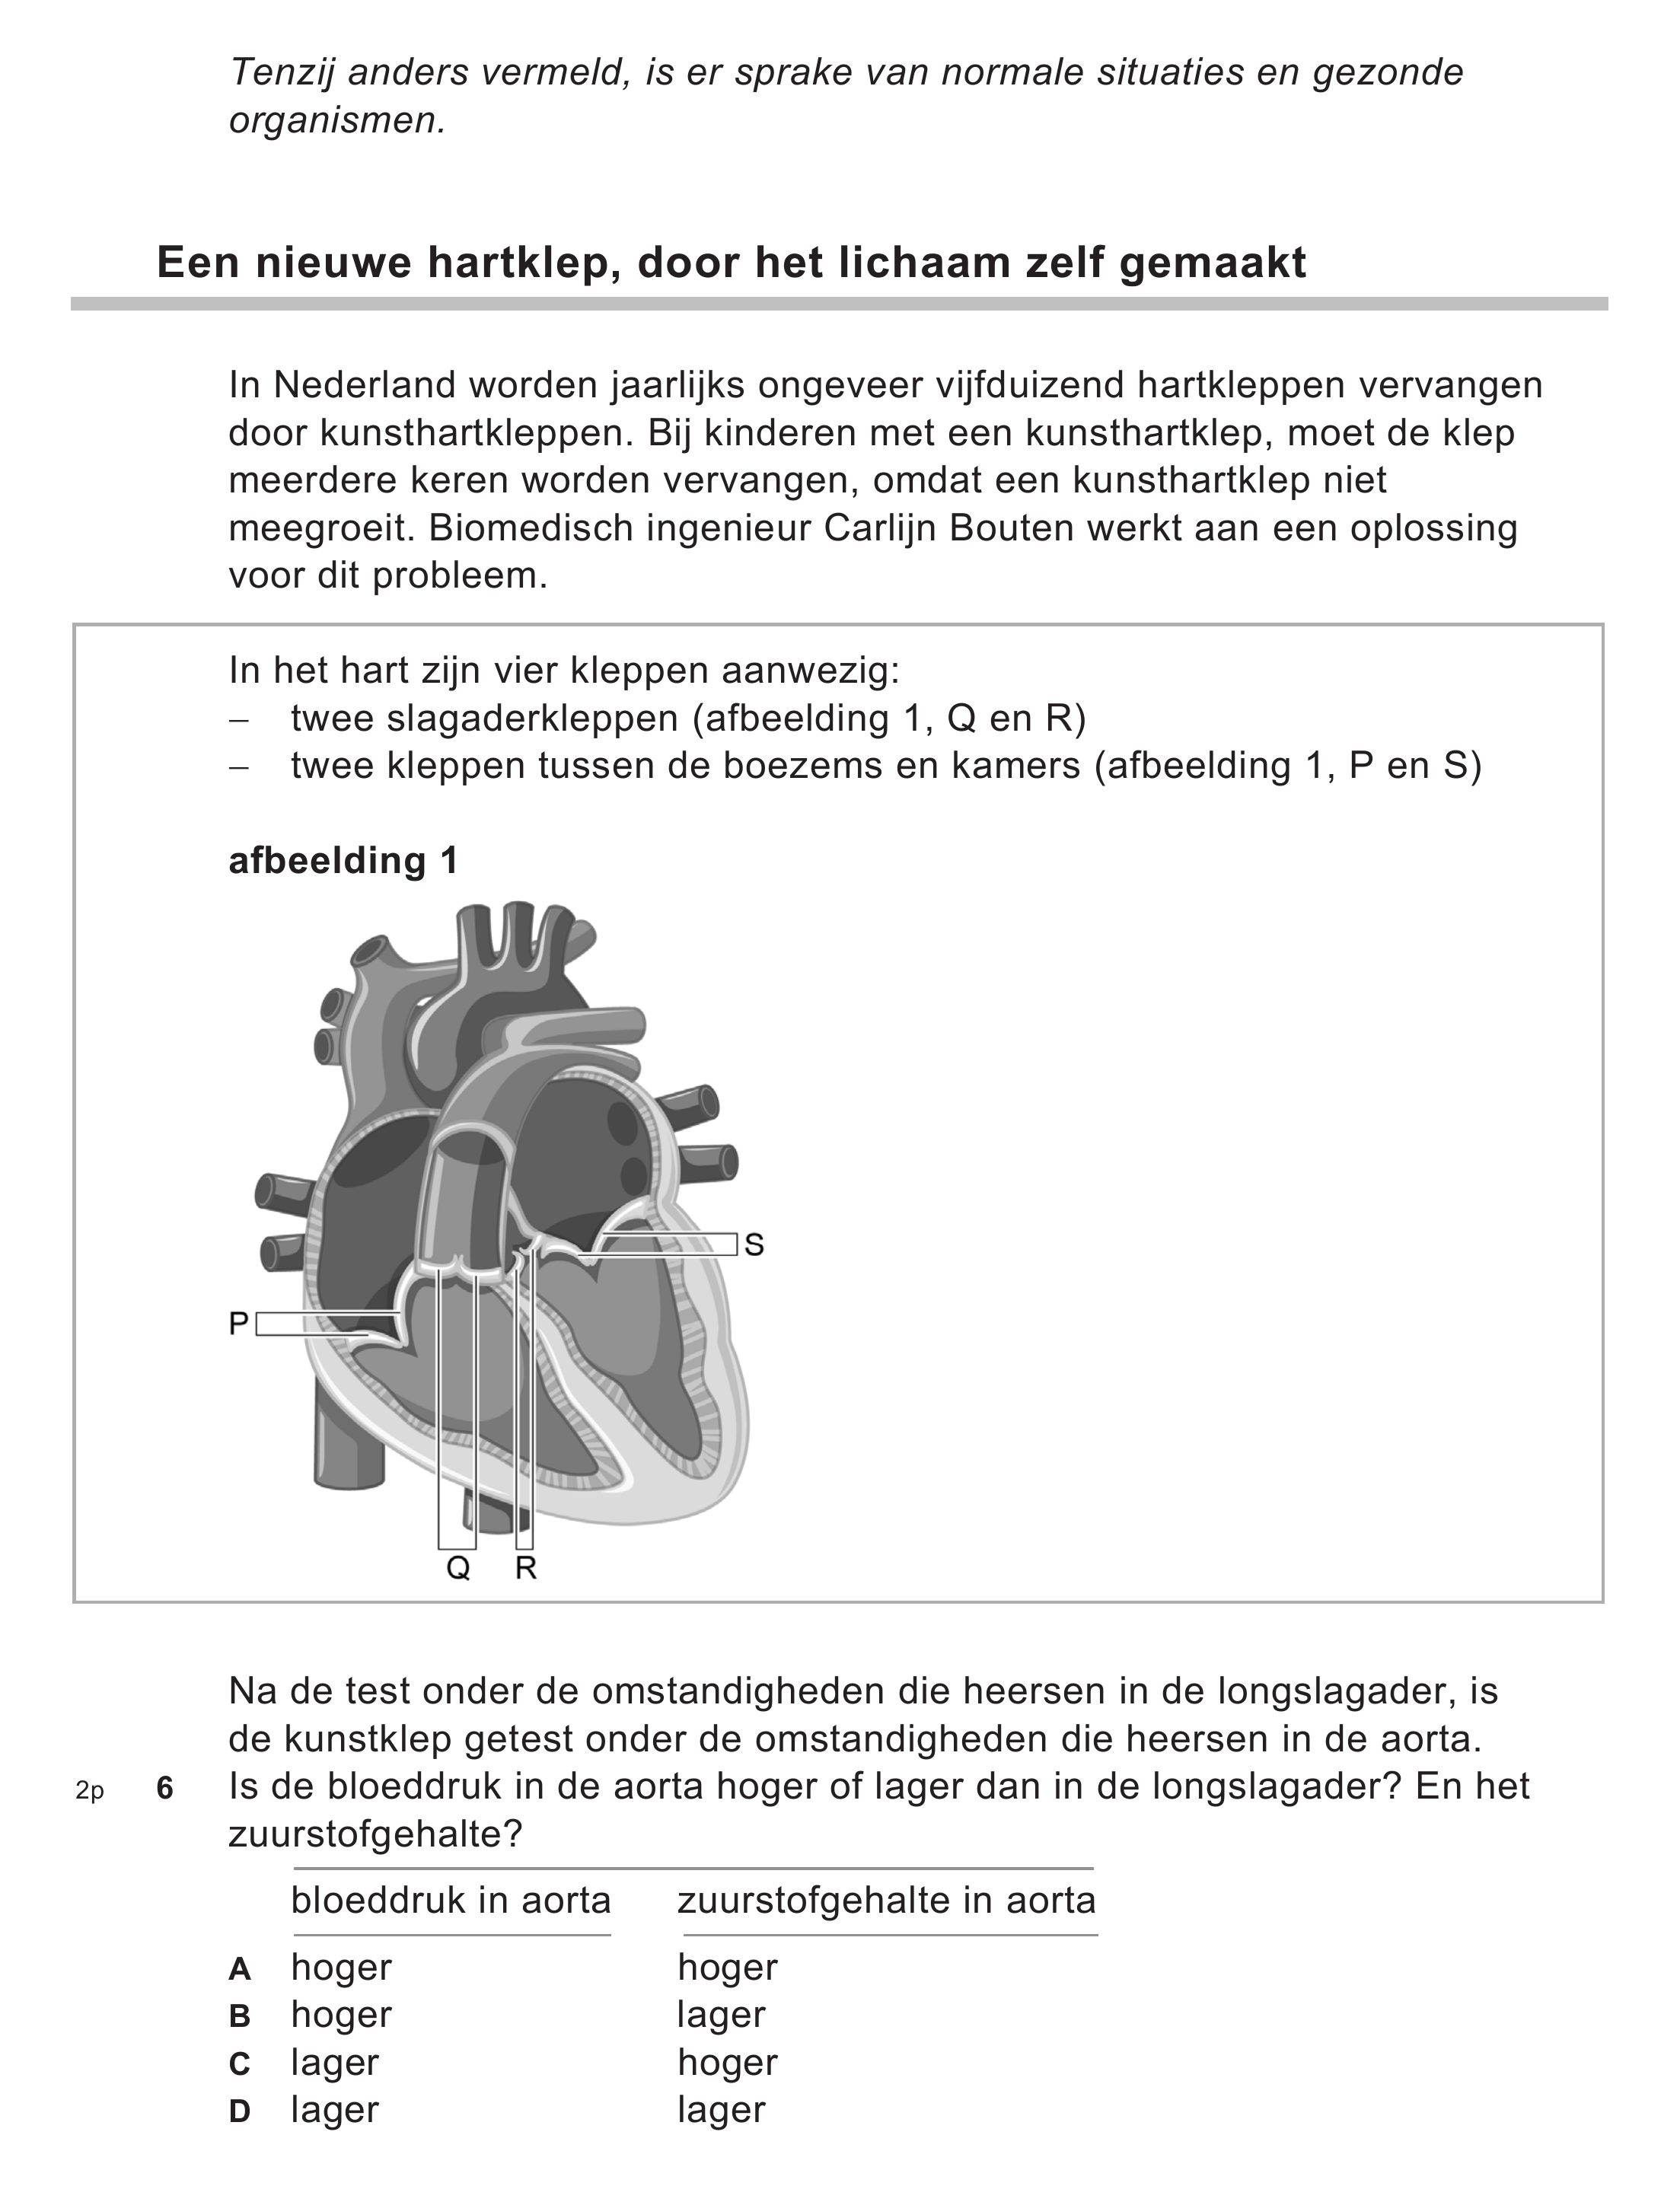 Tenzij anders vermeld, is er sprake van normale situaties en gezonde
organismen.
Een nieuwe hartklep, door het lichaam zelf gemaakt
In Nederland worden jaarlijks ongeveer vijfduizend hartkleppen vervangen
door kunsthartkleppen. Bij kinderen met een kunsthartklep, moet de klep
meerdere keren worden vervangen, omdat een kunsthartklep niet
meegroeit. Biomedisch ingenieur Carlijn Bouten werkt aan een oplossing
voor dit probleem.
In het hart zijn vier kleppen aanwezig:
– twee slagaderkleppen (afbeelding 1, Q en R)
– twee kleppen tussen de boezems en kamers (afbeelding 1, P en S)
afbeelding 1
S
P
Q R
Na de test onder de omstandigheden die heersen in de longslagader, is
de kunstklep getest onder de omstandigheden die heersen in de aorta.
2p 6 Is de bloeddruk in de aorta hoger of lager dan in de longslagader? En het
zuurstofgehalte?
bloeddruk in aorta zuurstofgehalte in aorta
A hoger hoger
B hoger lager
C lager hoger
D lager lager